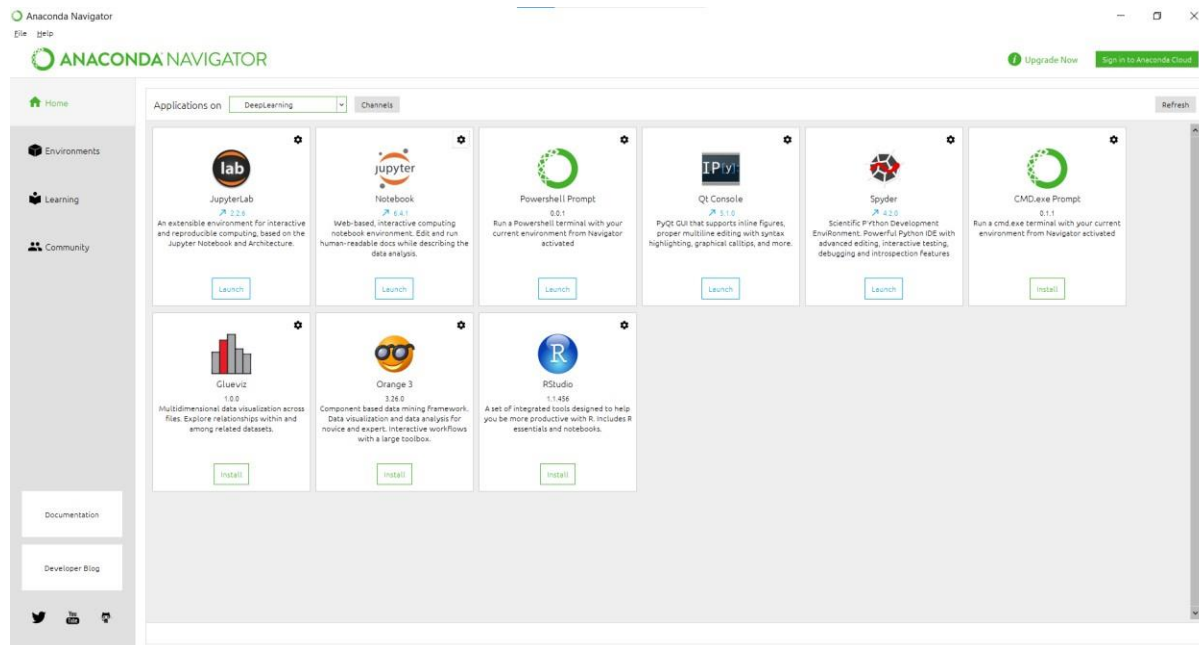 Anaconda Navigator
File Help
ANACONDA NAVIGATOR
Upgrade Now
Sign in to Anaconda Cloud
Home
Environments
Learning
Community
Documentation
Developer Blog
You Tube
Applications on DeepLearning Channels
Refresh
lab
JupyterLab
2.2.6
An extensible environment for interactive
and reproducible computing, based on the
Jupyter Notebook and Architecture.
Launch
jupyter
Notebook
6.4.1
Web-based, interactive computing
notebook environment. Edit and run
human-readable docs while describing the
data analysis.
Launch
Powershell Prompt
0.0.1
Run a Powershell terminal with your
current environment from Navigator
activated
Launch
IP[y]:
Qt Console
5.1.0
PyQt GUI that supports inline figures,
proper multiline editing with syntax
highlighting, graphical calltips, and more.
Launch
Spyder
4.2.0
Scientific PYthon Development
EnviRonment. Powerful Python IDE with
advanced editing, interactive testing,
debugging and introspection features
Launch
CMD.exe Prompt
0.1.1
Run a cmd.exe terminal with your current
environment from Navigator activated
Install
Glueviz
1.0.0
Multidimensional data visualization across
files. Explore relationships within and
among related datasets.
Install
Orange 3
3.26.0
Component based data mining framework.
Data visualization and data analysis for
novice and expert. Interactive workflows
with a large toolbox.
Install
R
RStudio
1.1.456
A set of integrated tools designed to help
you be more productive with R. Includes R
essentials and notebooks.
Install